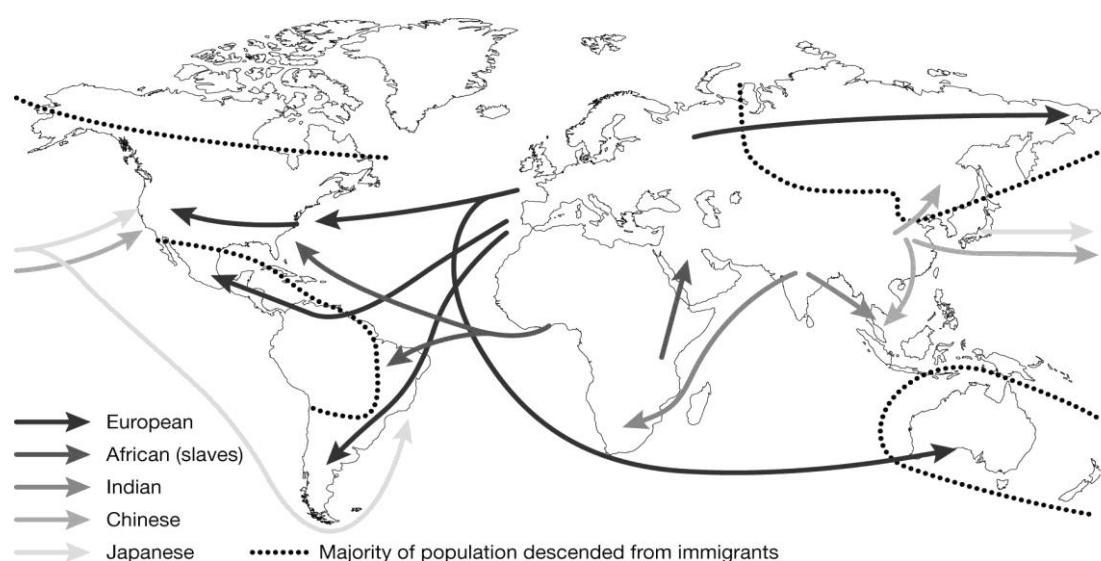 European
African (slaves)
Indian
Chinese
Japanese
Majority of population descended from immigrants